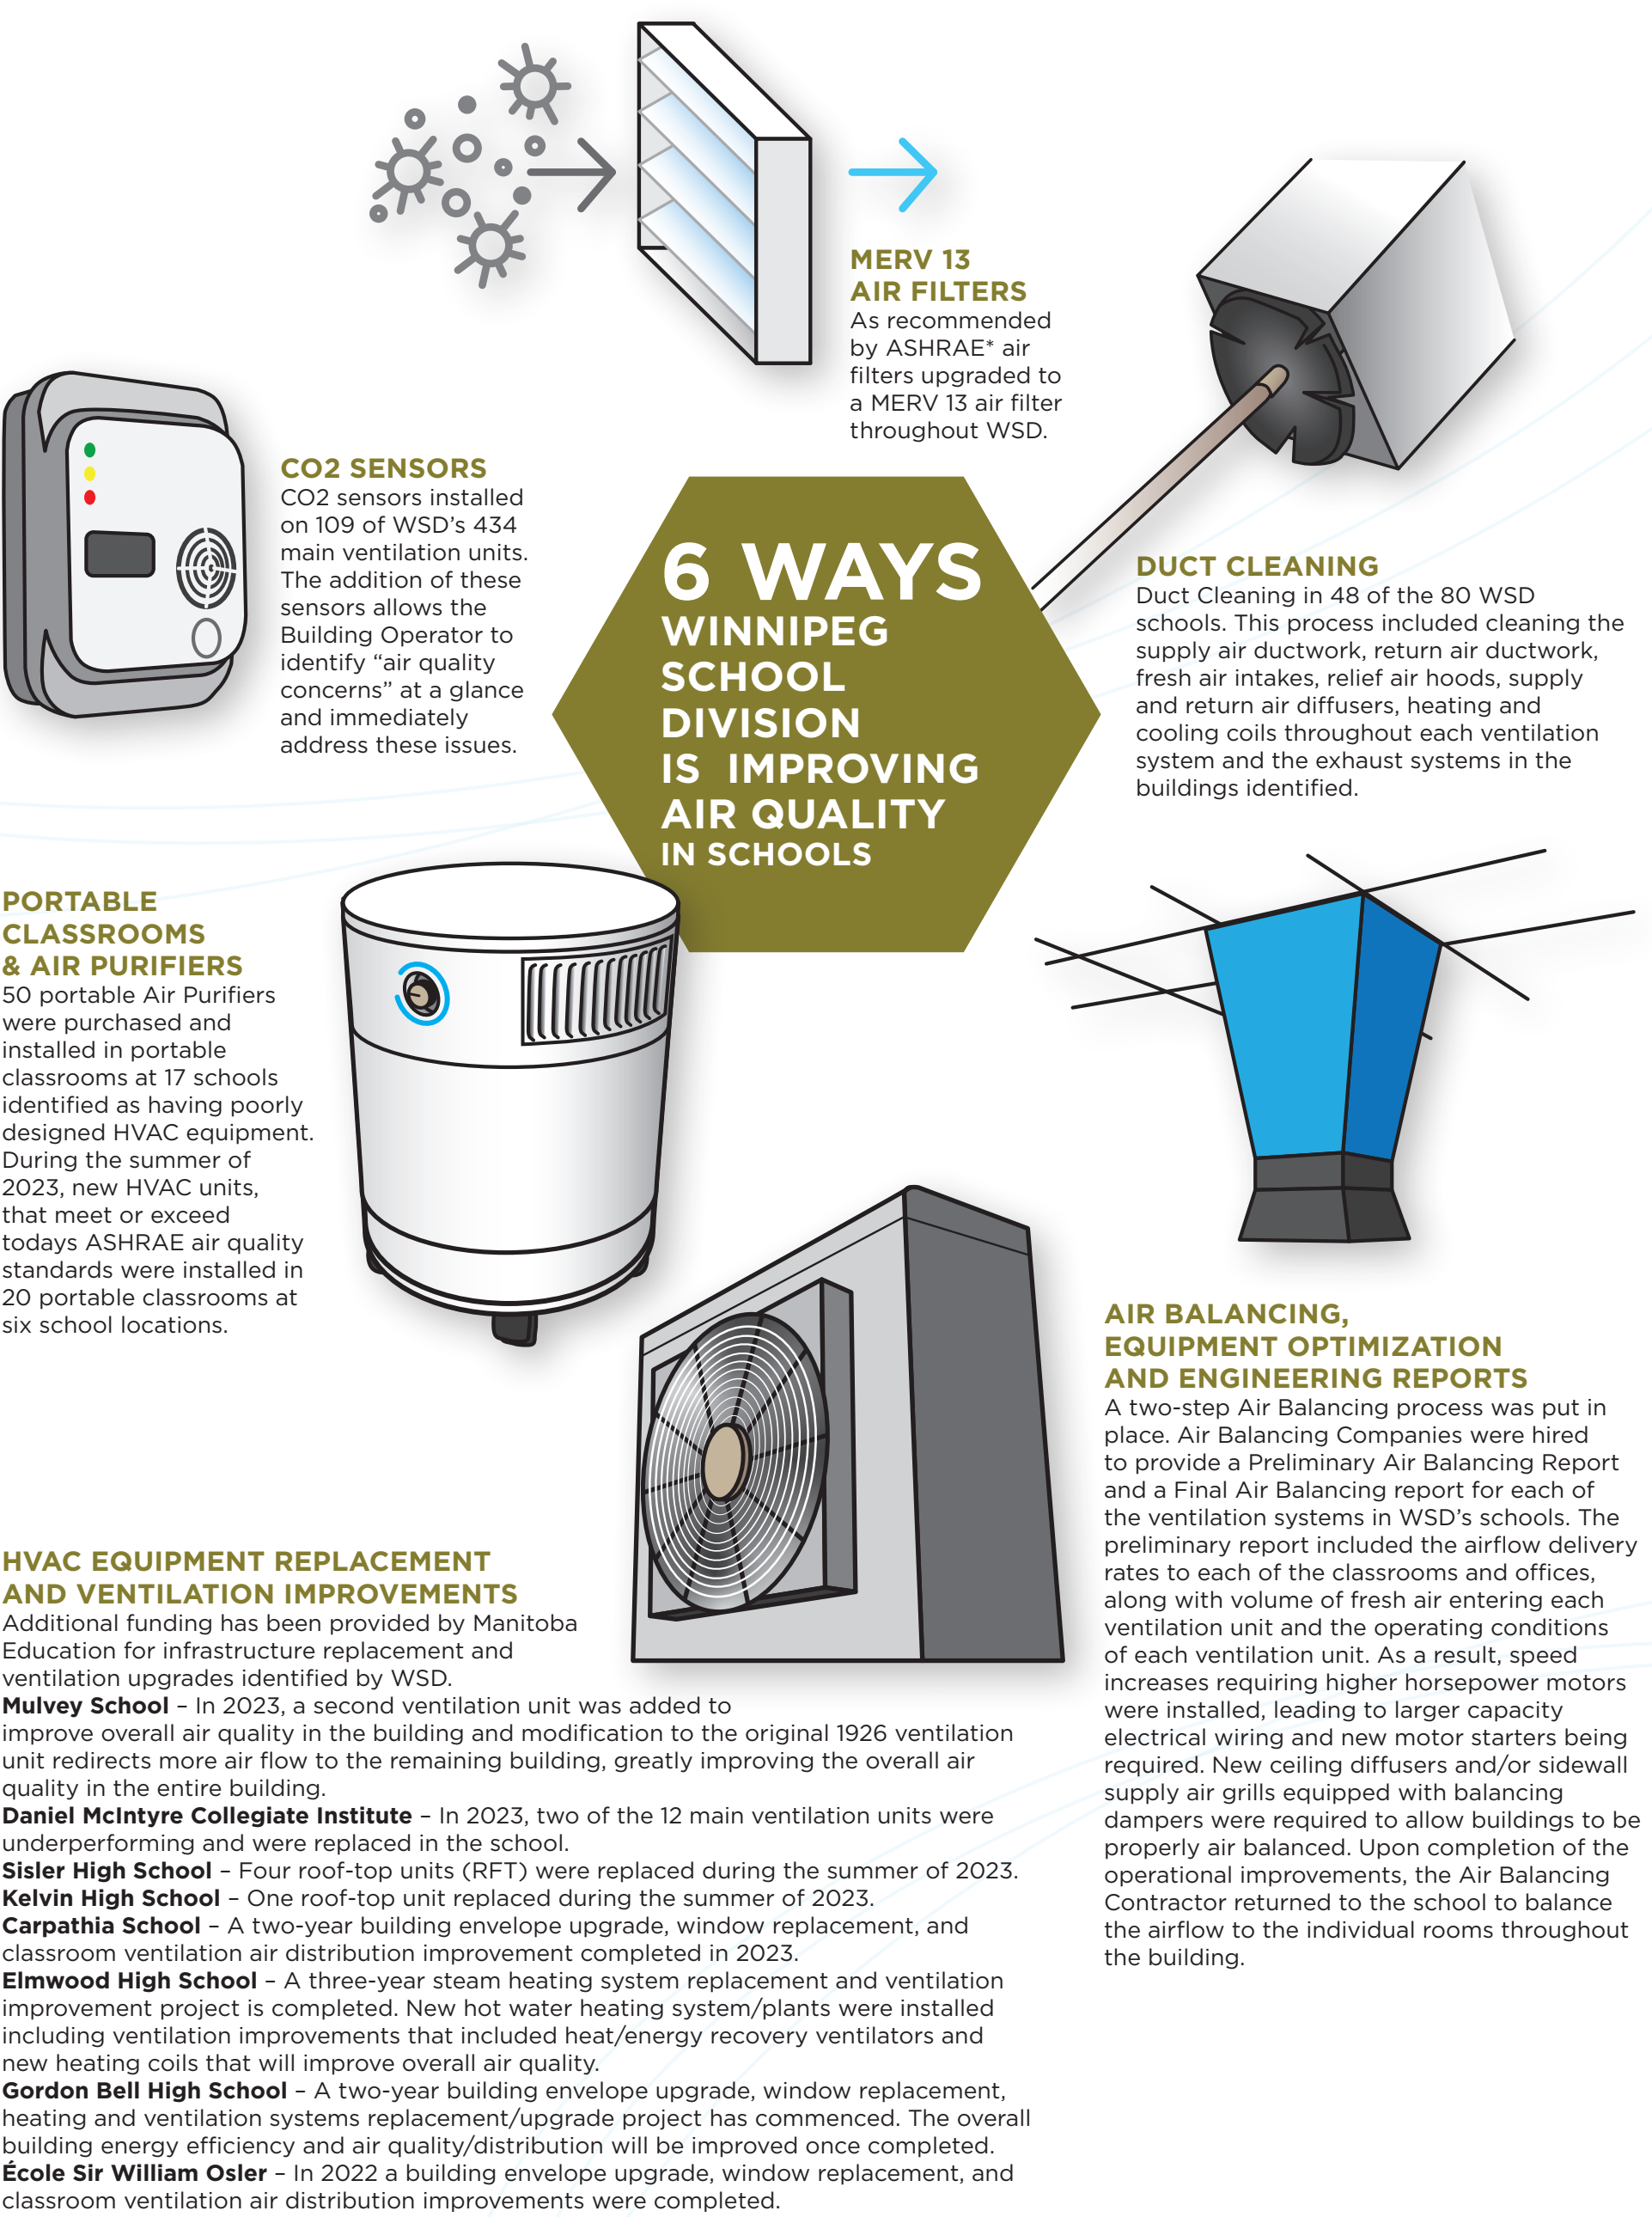 MERV 13
AIR FILTERS
As recommended
by ASHRAE* air
filters upgraded to
a MERV 13 air filter
throughout WSD.
CO2 SENSORS
CO2 sensors installed
on 109 of WSD’s 434
main ventilation units.
The addition of these
sensors allows the
Building Operator to
identify “air quality
concerns” at a glance
and immediately
address these issues.
6 WAYS
WINNIPEG
SCHOOL
DIVISION
IS IMPROVING
AIR QUALITY
IN SCHOOLS
DUCT CLEANING
Duct Cleaning in 48 of the 80 WSD
schools. This process included cleaning the
supply air ductwork, return air ductwork,
fresh air intakes, relief air hoods, supply
and return air diffusers, heating and
cooling coils throughout each ventilation
system and the exhaust systems in the
buildings identified.
PORTABLE
CLASSROOMS
& AIR PURIFIERS
50 portable Air Purifiers
were purchased and
installed in portable
classrooms at 17 schools
identified as having poorly
designed HVAC equipment.
During the summer of
2023, new HVAC units,
that meet or exceed
todays ASHRAE air quality
standards were installed in
20 portable classrooms at
six school locations.
AIR BALANCING,
EQUIPMENT OPTIMIZATION
AND ENGINEERING REPORTS
A two-step Air Balancing process was put in
place. Air Balancing Companies were hired
to provide a Preliminary Air Balancing Report
and a Final Air Balancing report for each of
the ventilation systems in WSD’s schools. The
preliminary report included the airflow delivery
rates to each of the classrooms and offices,
along with volume of fresh air entering each
ventilation unit and the operating conditions
of each ventilation unit. As a result, speed
increases requiring higher horsepower motors
were installed, leading to larger capacity
electrical wiring and new motor starters being
required. New ceiling diffusers and/or sidewall
supply air grills equipped with balancing
dampers were required to allow buildings to be
properly air balanced. Upon completion of the
operational improvements, the Air Balancing
Contractor returned to the school to balance
the airflow to the individual rooms throughout
the building.
HVAC EQUIPMENT REPLACEMENT
AND VENTILATION IMPROVEMENTS
Additional funding has been provided by Manitoba
Education for infrastructure replacement and
ventilation upgrades identified by WSD.
Mulvey School – In 2023, a second ventilation unit was added to
improve overall air quality in the building and modification to the original 1926 ventilation
unit redirects more air flow to the remaining building, greatly improving the overall air
quality in the entire building.
Daniel McIntyre Collegiate Institute – In 2023, two of the 12 main ventilation units were
underperforming and were replaced in the school.
Sisler High School – Four roof-top units (RFT) were replaced during the summer of 2023.
Kelvin High School – One roof-top unit replaced during the summer of 2023.
Carpathia School – A two-year building envelope upgrade, window replacement, and
classroom ventilation air distribution improvement completed in 2023.
Elmwood High School – A three-year steam heating system replacement and ventilation
improvement project is completed. New hot water heating system/plants were installed
including ventilation improvements that included heat/energy recovery ventilators and
new heating coils that will improve overall air quality.
Gordon Bell High School – A two-year building envelope upgrade, window replacement,
heating and ventilation systems replacement/upgrade project has commenced. The overall
building energy efficiency and air quality/distribution will be improved once completed.
École Sir William Osler – In 2022 a building envelope upgrade, window replacement, and
classroom ventilation air distribution improvements were completed.